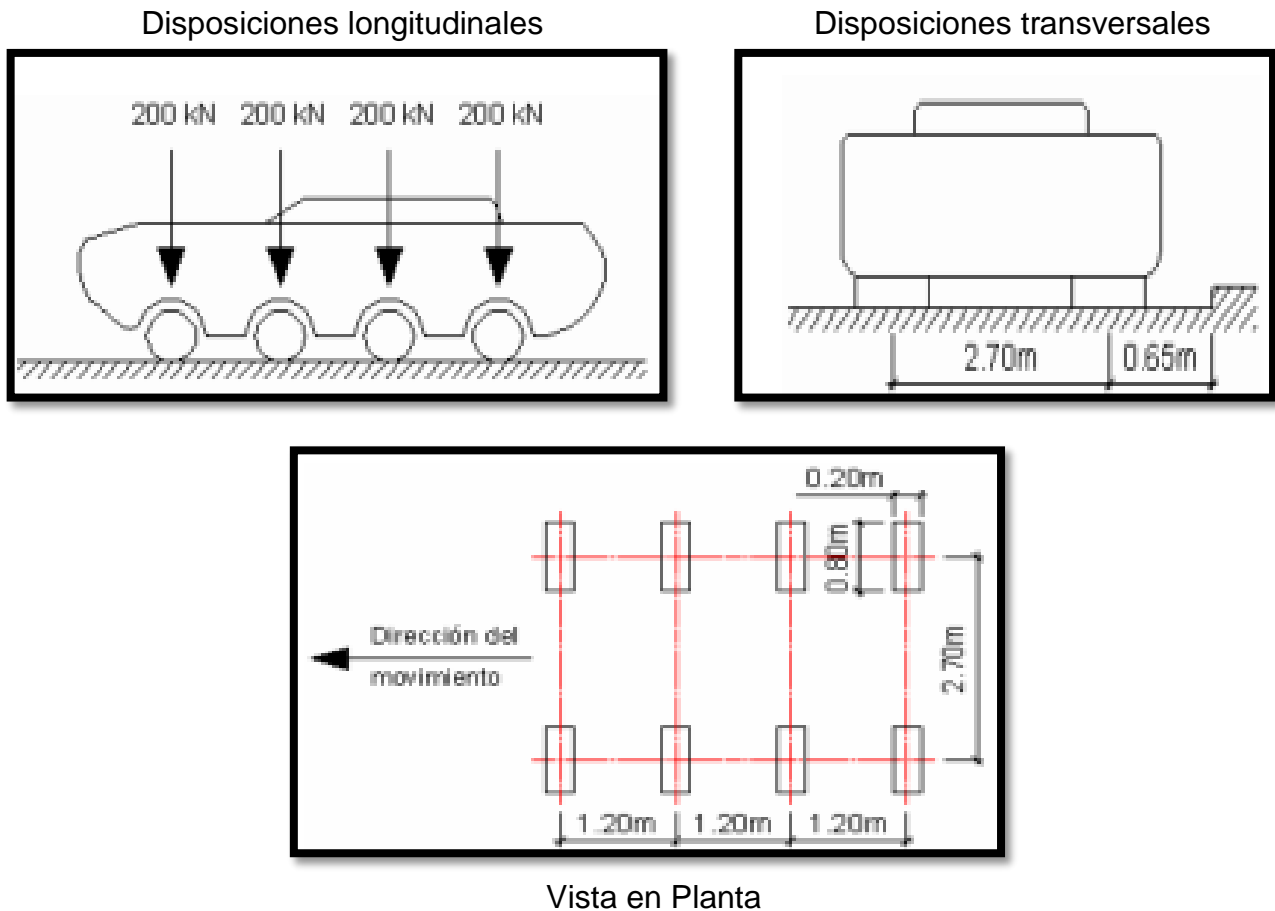 Disposiciones longitudinales
Disposiciones transversales
200 kN 200 kN 200 kN 200 kN
2.70m 0.65m
0.20m
0.80m
Dirección del
movimiento
2.70m
1.20m 1.20m 1.20m
Vista en Planta